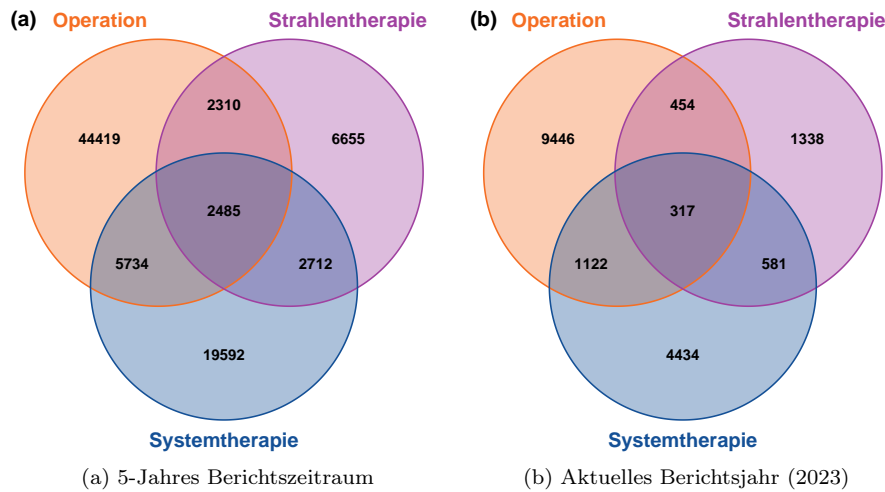 (a) Operation Strahlentherapie
2310
44419 6655
2485
5734 2712
19592
Systemtherapie
(a) 5-Jahres Berichtszeitraum
(b) Operation Strahlentherapie
454
9446 1338
317
1122 581
4434
Systemtherapie
(b) Aktuelles Berichtsjahr (2023)